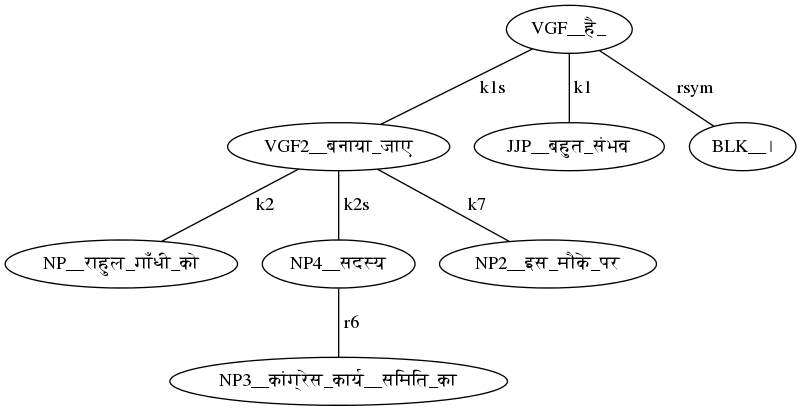 VGF__है_
k1s
k1
rsym
VGF2__बनाया_जाए
JJP__बहुत_संभव
BLK__।
k2
k2s
k7
NP__राहुल_गाँधी_को
NP4__सदस्य
NP2__इस_मौके_पर
r6
NP3__कांग्रेस_कार्य__समिति_का